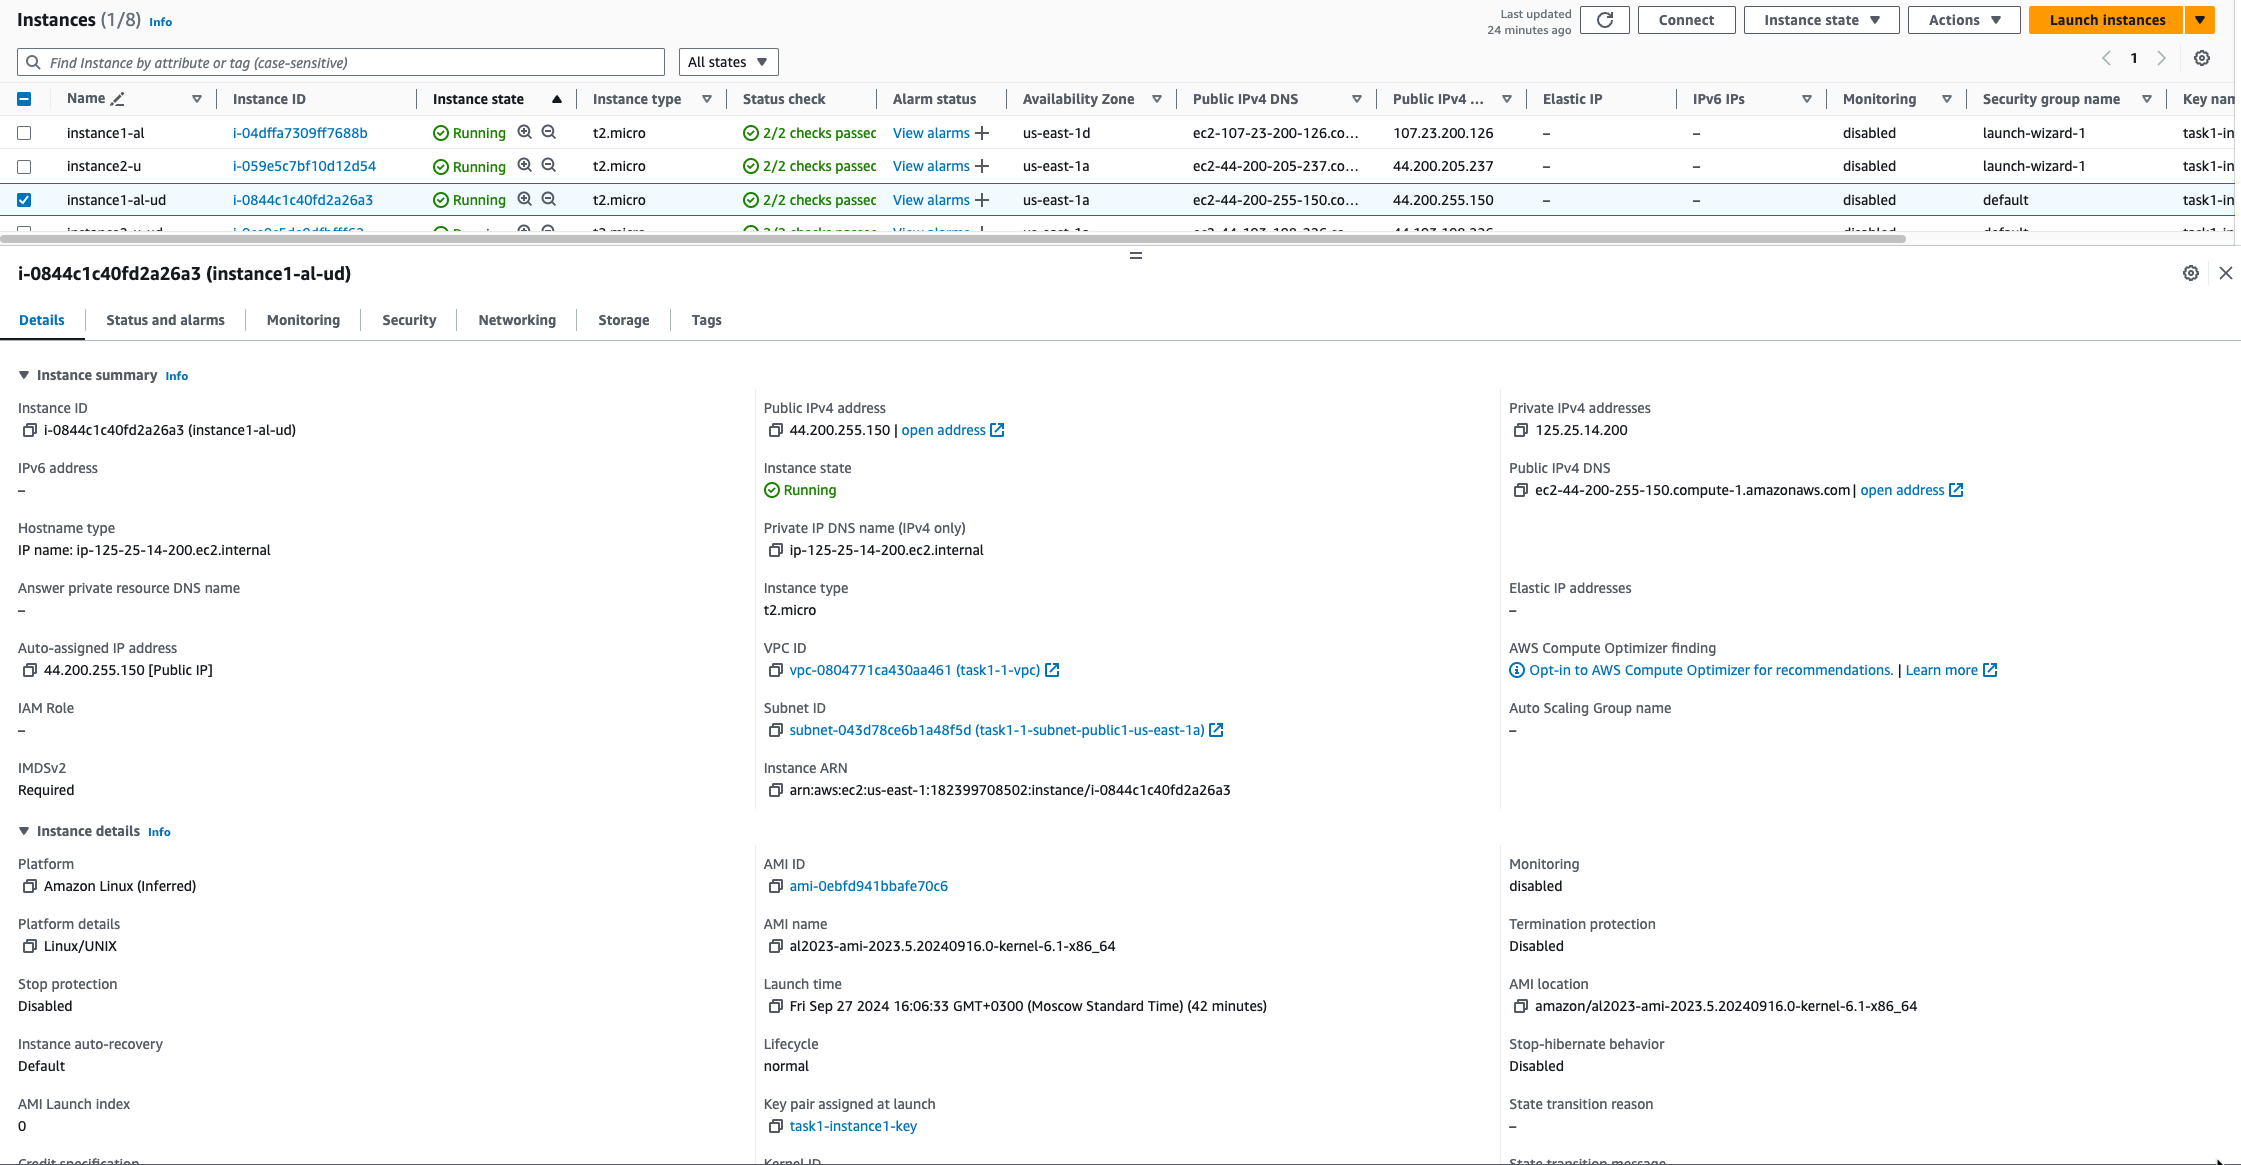 Instances (1/8) Info
Last updated
24 minutes ago
Connect
Instance state
Actions
Launch instances
Find Instance by attribute or tag (case-sensitive)
All states
1
Name Instance ID Instance state Instance type Status check Alarm status Availability Zone Public IPv4 DNS Public IPv4 ... Elastic IP IPv6 IPs Monitoring Security group name Key nam
instance1-al i-04dffa7309ff7688b Running t2.micro 2/2 checks passec View alarms us-east-1d ec2-107-23-200-126.co... 107.23.200.126 – – disabled launch-wizard-1 task1-in
instance2-u i-059e5c7bf10d12d54 Running t2.micro 2/2 checks passec View alarms us-east-1a ec2-44-200-205-237.co... 44.200.205.237 – – disabled launch-wizard-1 task1-in
instance1-al-ud i-0844c1c40fd2a26a3 Running t2.micro 2/2 checks passec View alarms us-east-1a ec2-44-200-255-150.co... 44.200.255.150 – – disabled default task1-in
i-0844c1c40fd2a26a3 (instance1-al-ud)
Details Status and alarms Monitoring Security Networking Storage Tags
Instance summary Info
Instance ID
i-0844c1c40fd2a26a3 (instance1-al-ud)
Public IPv4 address
44.200.255.150 | open address
Private IPv4 addresses
125.25.14.200
IPv6 address
–
Instance state
Running
Public IPv4 DNS
ec2-44-200-255-150.compute-1.amazonaws.com | open address
Hostname type
IP name: ip-125-25-14-200.ec2.internal
Private IP DNS name (IPv4 only)
ip-125-25-14-200.ec2.internal
Answer private resource DNS name
–
Instance type
t2.micro
Elastic IP addresses
–
Auto-assigned IP address
44.200.255.150 [Public IP]
VPC ID
vpc-0804771ca430aa461 (task1-1-vpc)
AWS Compute Optimizer finding
Opt-in to AWS Compute Optimizer for recommendations. | Learn more
IAM Role
–
Subnet ID
subnet-043d78ce6b1a48f5d (task1-1-subnet-public1-us-east-1a)
Auto Scaling Group name
–
IMDSv2
Required
Instance ARN
arn:aws:ec2:us-east-1:182399708502:instance/i-0844c1c40fd2a26a3
Instance details Info
Platform
Amazon Linux (Inferred)
AMI ID
ami-0ebfd941bbafe70c6
Monitoring
disabled
Platform details
Linux/UNIX
AMI name
al2023-ami-2023.5.20240916.0-kernel-6.1-x86_64
Termination protection
Disabled
Stop protection
Disabled
Launch time
Fri Sep 27 2024 16:06:33 GMT+0300 (Moscow Standard Time) (42 minutes)
AMI location
amazon/al2023-ami-2023.5.20240916.0-kernel-6.1-x86_64
Instance auto-recovery
Default
Lifecycle
normal
Stop-hibernate behavior
Disabled
AMI Launch index
0
Key pair assigned at launch
task1-instance1-key
State transition reason
–
Credit specification
Kernel ID
State transition message